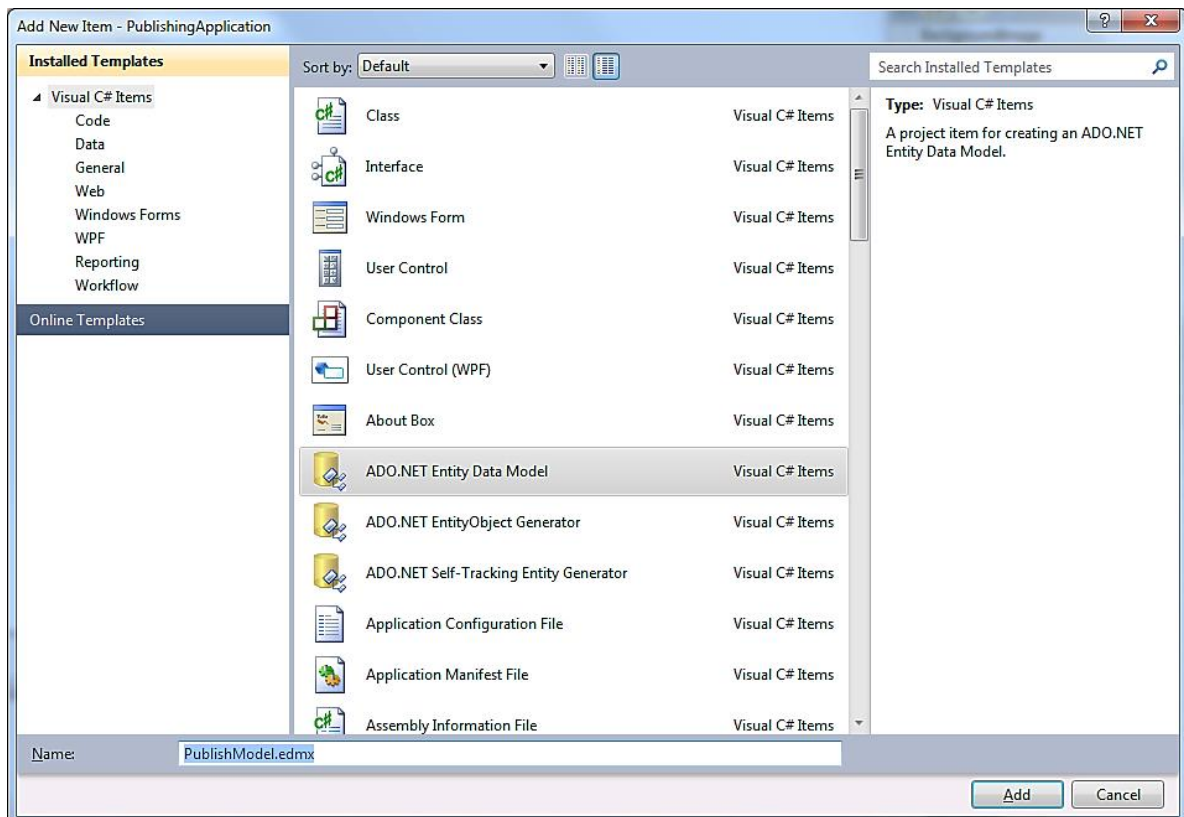 Add New Item - PublishingApplication
Installed Templates
Visual C# Items
Code
Data
General
Web
Windows Forms
WPF
Reporting
Workflow
Online Templates
Sort by: Default
Class Visual C# Items
Interface Visual C# Items
Windows Form Visual C# Items
User Control Visual C# Items
Component Class Visual C# Items
User Control (WPF) Visual C# Items
About Box Visual C# Items
ADO.NET Entity Data Model Visual C# Items
ADO.NET EntityObject Generator Visual C# Items
ADO.NET Self-Tracking Entity Generator Visual C# Items
Application Configuration File Visual C# Items
Application Manifest File Visual C# Items
Assembly Information File Visual C# Items
Search Installed Templates
Type: Visual C# Items
A project item for creating an ADO.NET
Entity Data Model.
Name: PublishModel.edmx
Add Cancel